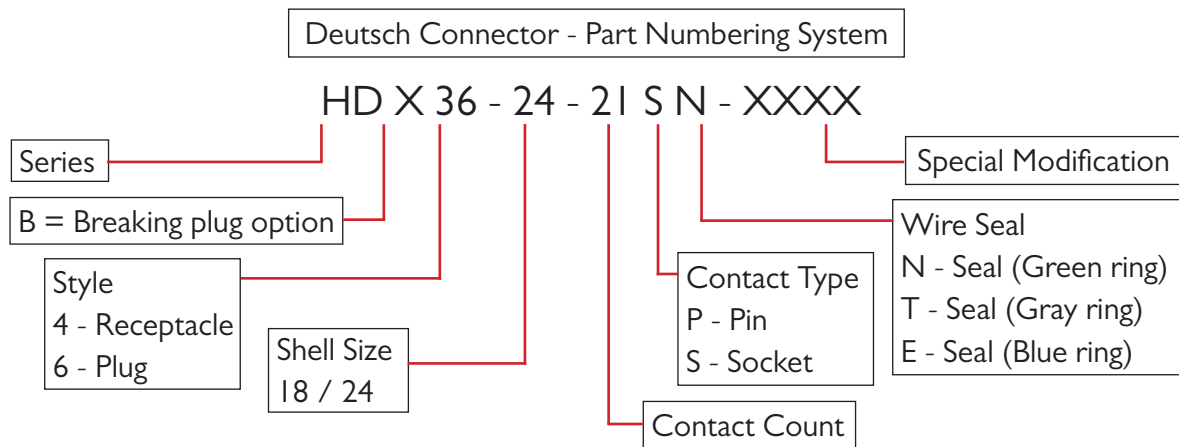 Deutsch Connector - Part Numbering System
HD X 36 - 24 - 21 S N - XXXX
Series
Special Modification
B = Breaking plug option
Style
4 - Receptacle
6 - Plug
Shell Size
18 / 24
Contact Type
P - Pin
S - Socket
Wire Seal
N - Seal (Green ring)
T - Seal (Gray ring)
E - Seal (Blue ring)
Contact Count